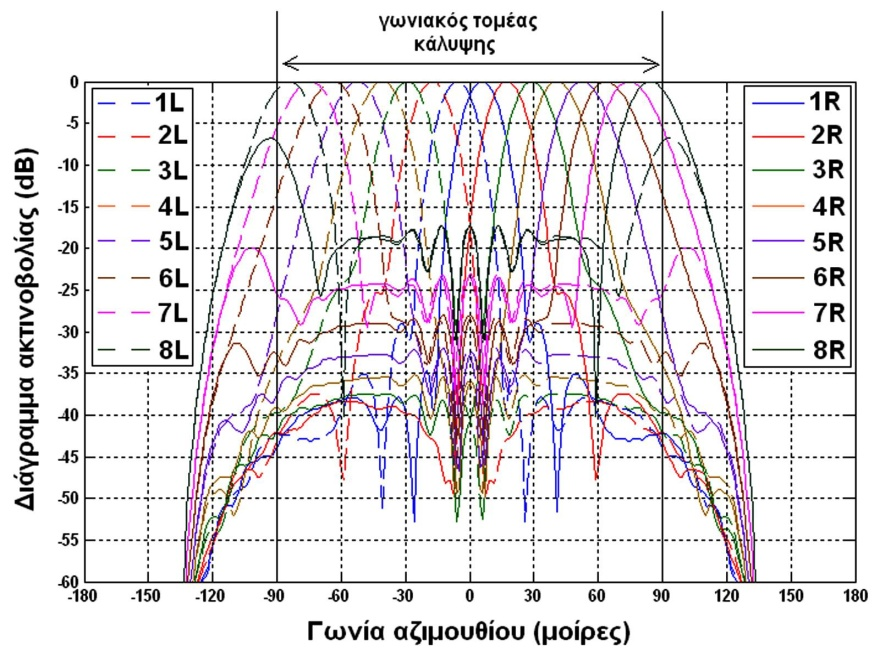 γωνιακός τομέας
κάλυψης
Διάγραμμα ακτινοβολίας (dB)
0
-5
-10
-15
-20
-25
-30
-35
-40
-45
-50
-55
-60
1L
2L
3L
4L
5L
6L
7L
8L
1R
2R
3R
4R
5R
6R
7R
8R
-180 -150 -120 -90 -60 -30 0 30 60 90 120 150 180
Γωνία αζιμουθίου (μοίρες)